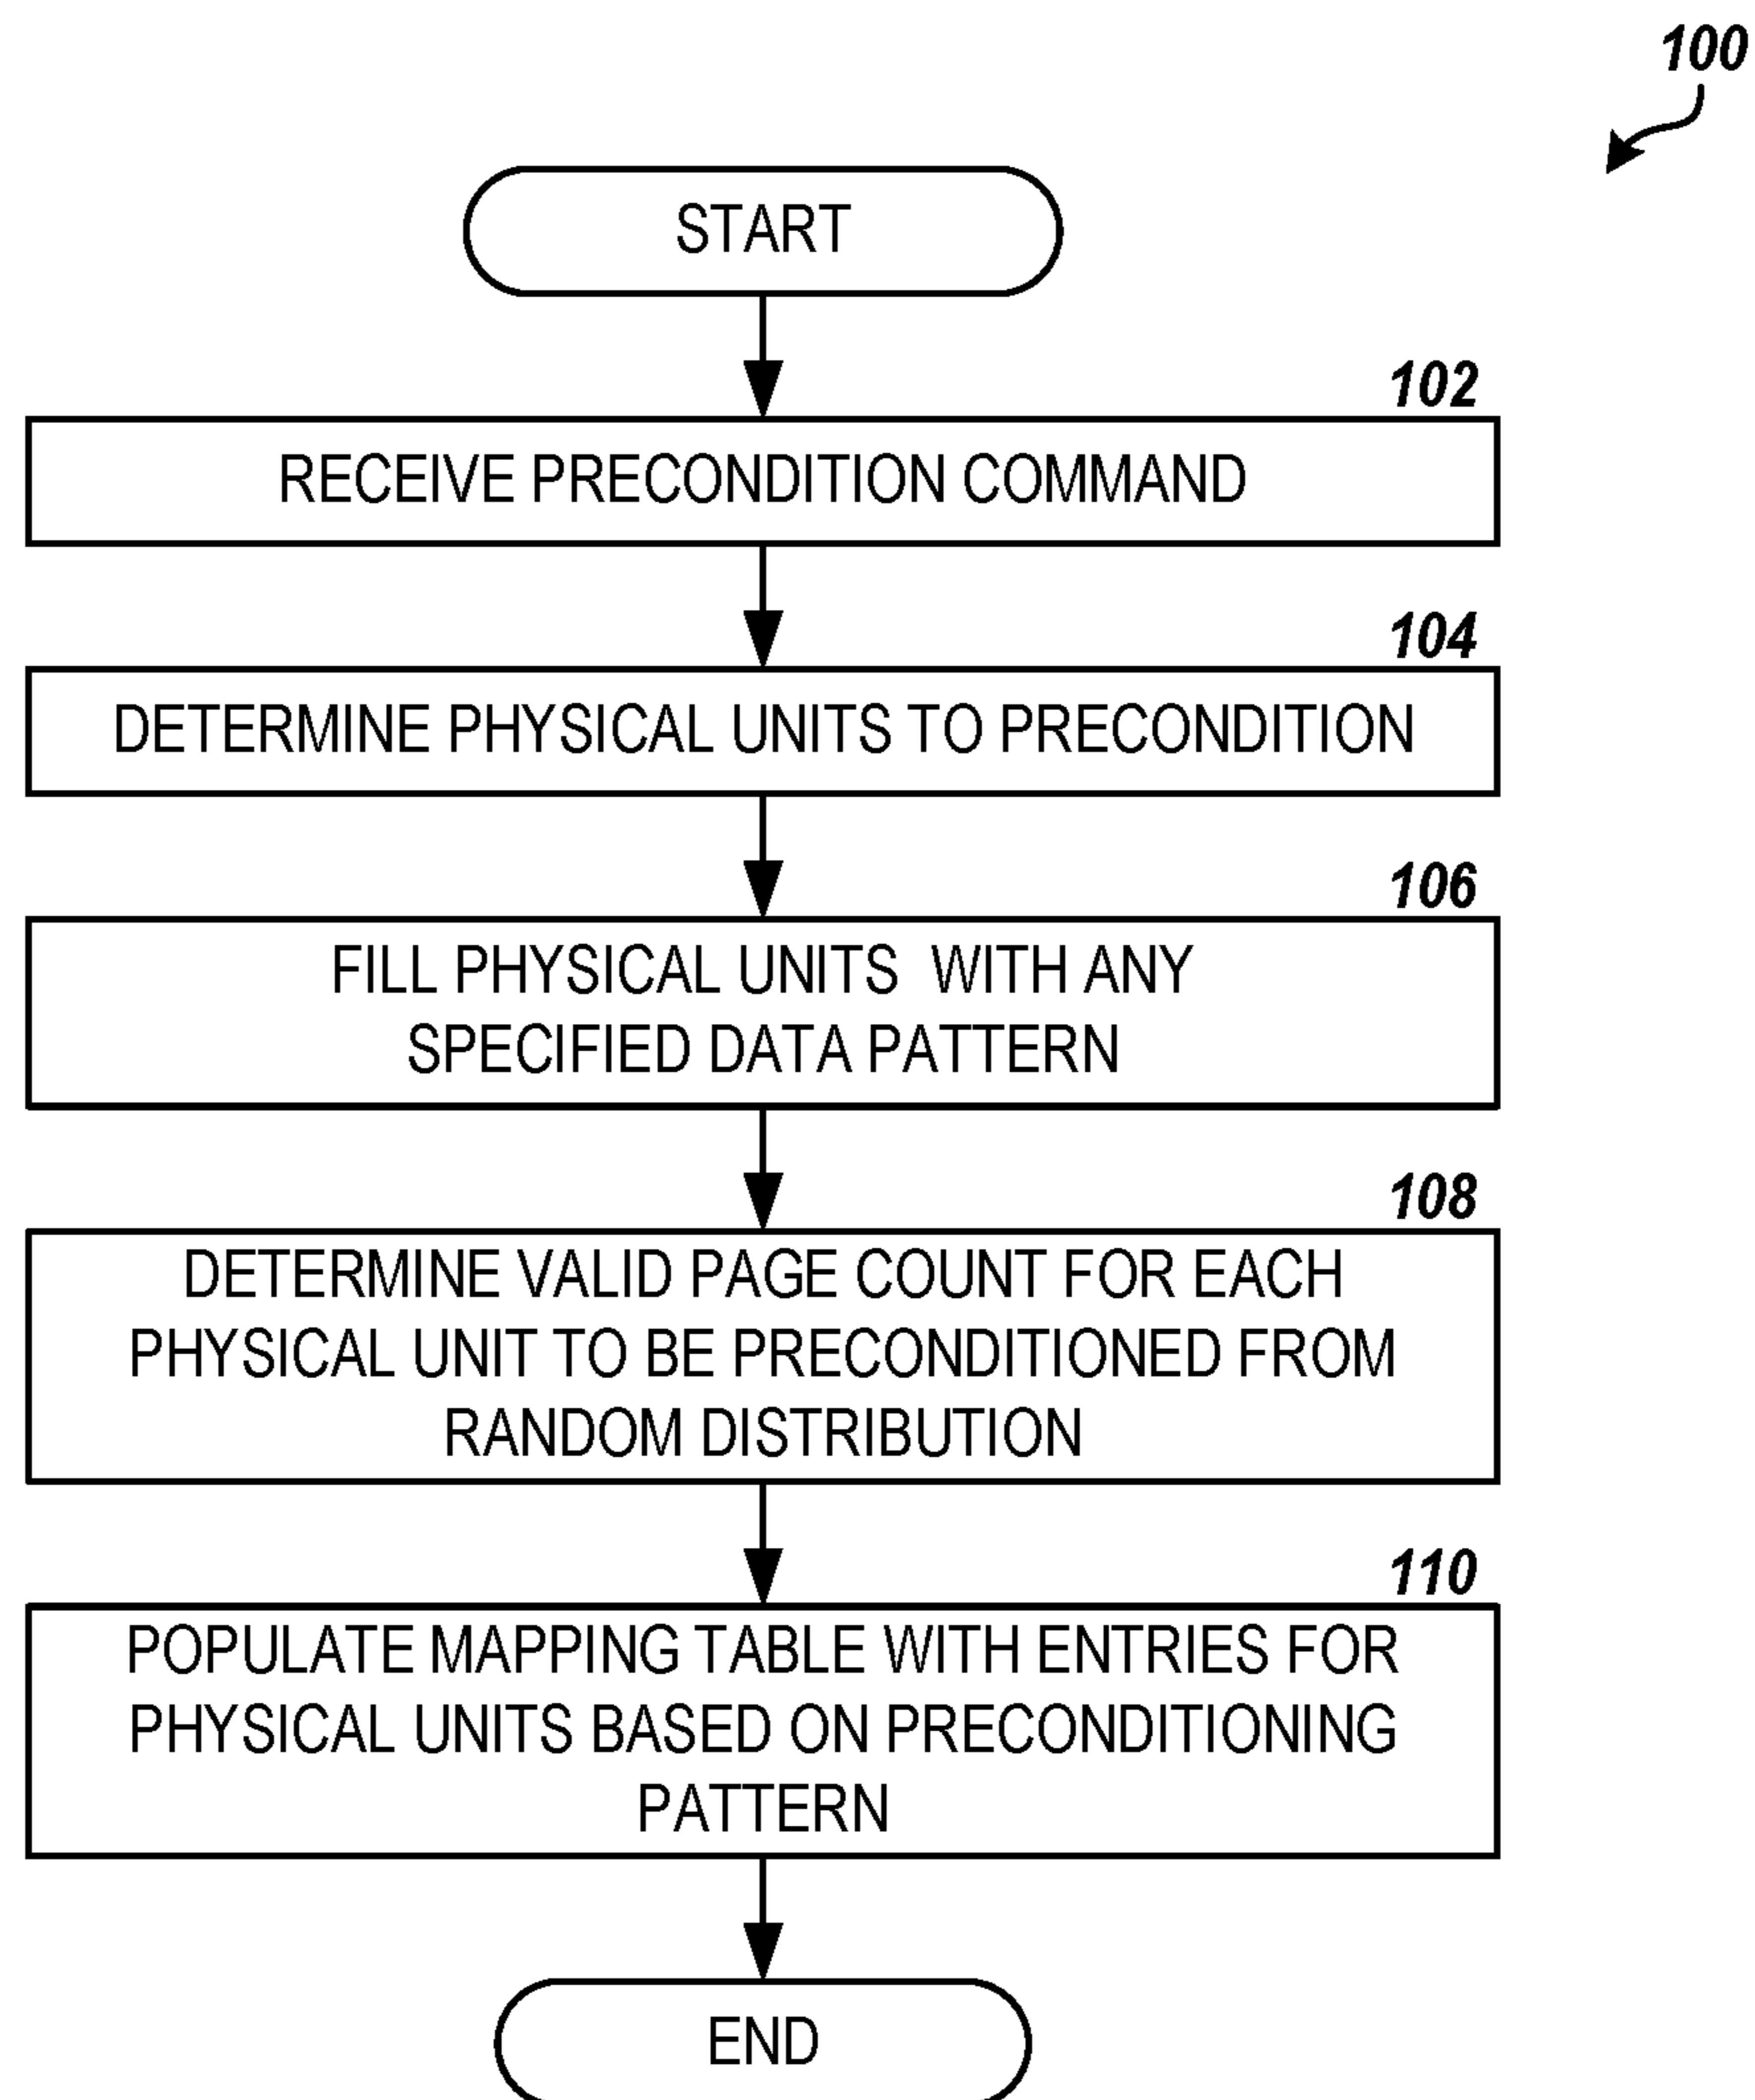 100
START
102
RECEIVE PRECONDITION COMMAND
104
DETERMINE PHYSICAL UNITS TO PRECONDITION
106
FILL PHYSICAL UNITS WITH ANY
SPECIFIED DATA PATTERN
108
DETERMINE VALID PAGE COUNT FOR EACH
PHYSICAL UNIT TO BE PRECONDITIONED FROM
RANDOM DISTRIBUTION
110
POPULATE MAPPING TABLE WITH ENTRIES FOR
PHYSICAL UNITS BASED ON PRECONDITIONING
PATTERN
END